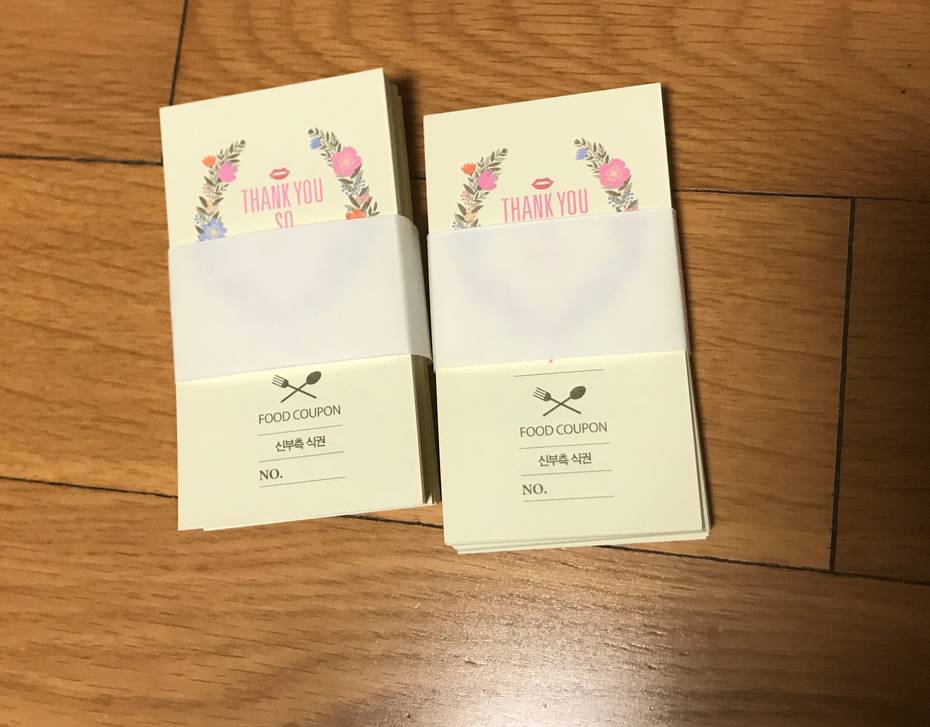 THANK YOU
SO
FOOD COUPON
신부측 식권
NO.
THANK YOU
FOOD COUPON
신부측 식권
NO.